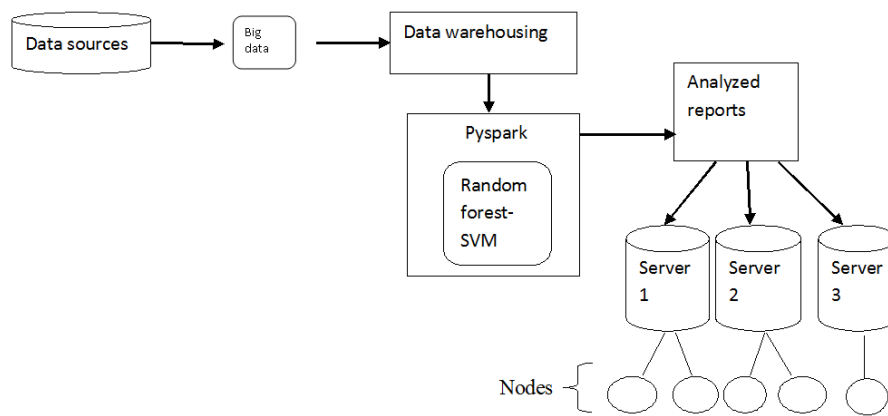 Data sources
Big
data
Data warehousing
Analyzed
reports
Pyspark
Random
forest-
SVM
Server
1
Server
2
Server
3
Nodes